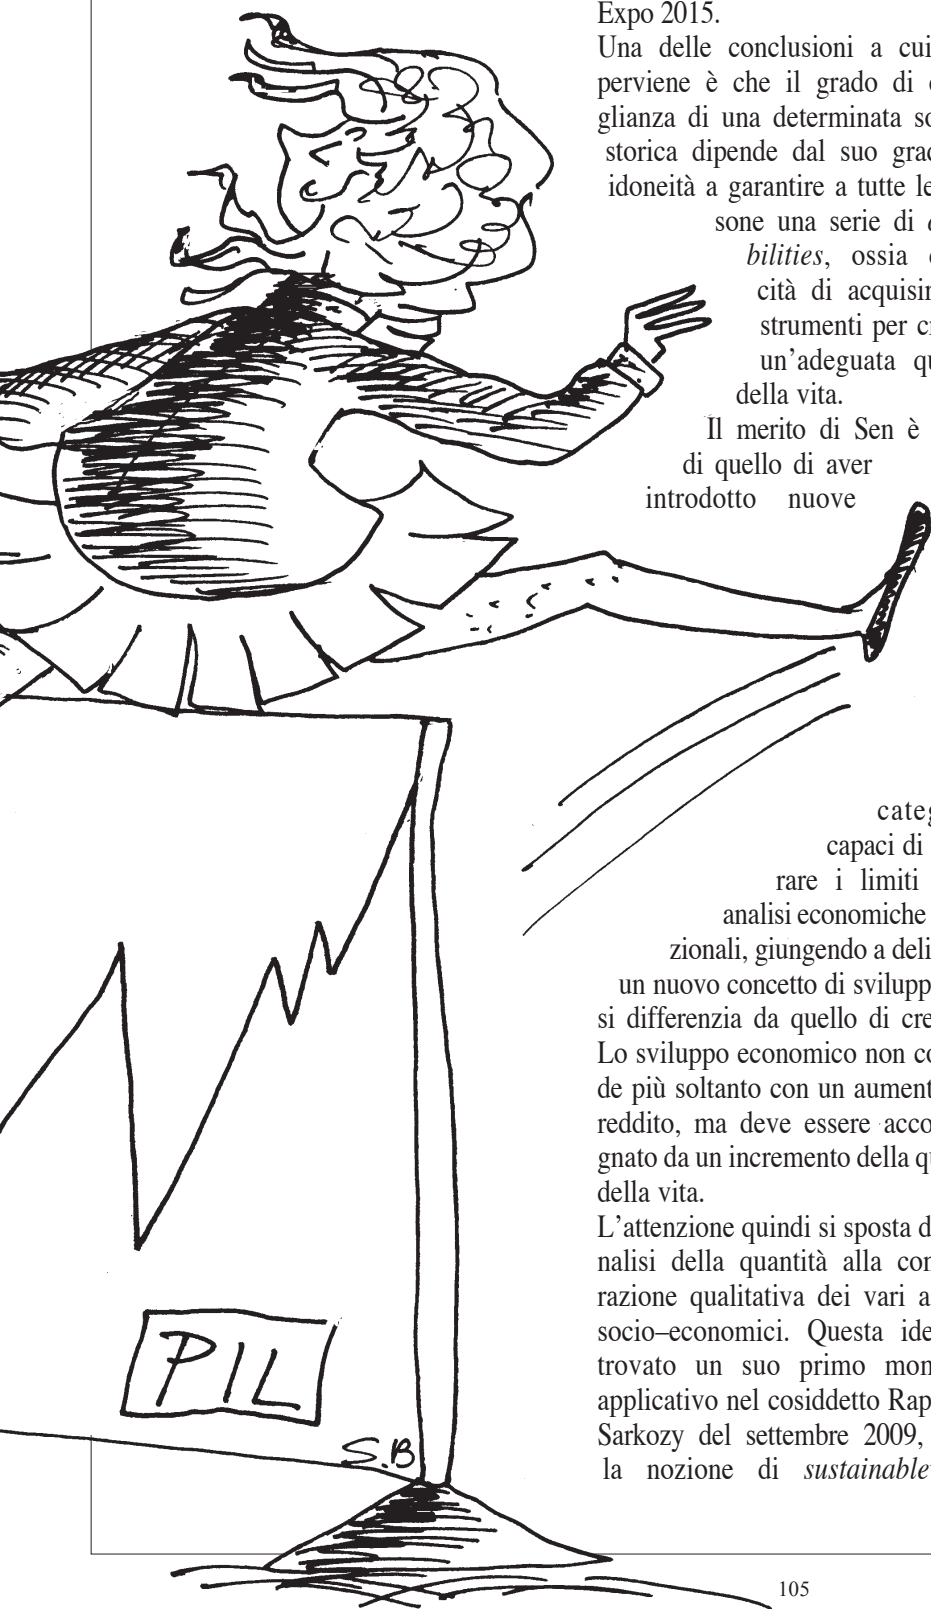 Expo 2015.
Una delle conclusioni a cui
perviene è che il grado di
glianza di una determinata so
storica dipende dal suo grad
idoneità a garantire a tutte le
sone una serie di
bilities, ossia
cità di acquisir
strumenti per c
un’adeguata qu
della vita.
Il merito di Sen è
di quello di aver
introdotto nuove
categ
capaci di
rare i limiti
analisi economiche
zionali, giungendo a deli
un nuovo concetto di svilupp
si differenzia da quello di cre
Lo sviluppo economico non co
de più soltanto con un aument
reddito, ma deve essere acco
gnato da un incremento della qu
della vita.
L’attenzione quindi si sposta d
nalisi della quantità alla con
razione qualitativa dei vari a
socio–economici. Questa ide
trovato un suo primo mom
applicativo nel cosiddetto Rap
Sarkozy del settembre 2009,
la nozione di sustainable
PIL
S.B
105